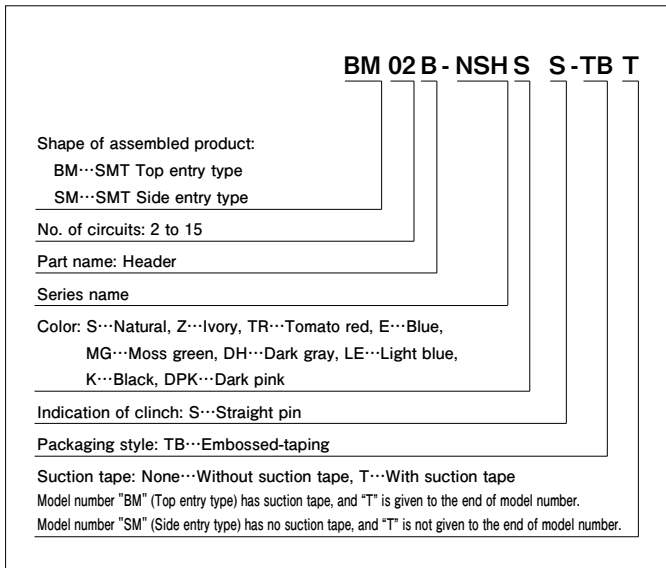 BM 02 B - NSH S S - TB T
Shape of assembled product:
BM⋯SMT Top entry type
SM⋯SMT Side entry type
No. of circuits: 2 to 15
Part name: Header
Series name
Color: S⋯Natural, Z⋯Ivory, TR⋯Tomato red, E⋯Blue,
MG⋯Moss green, DH⋯Dark gray, LE⋯Light blue,
K⋯Black, DPK⋯Dark pink
Indication of clinch: S⋯Straight pin
Packaging style: TB⋯Embossed-taping
Suction tape: None⋯Without suction tape, T⋯With suction tape
Model number "BM" (Top entry type) has suction tape, and “T” is given to the end of model number.
Model number "SM" (Side entry type) has no suction tape, and “T” is not given to the end of model number.